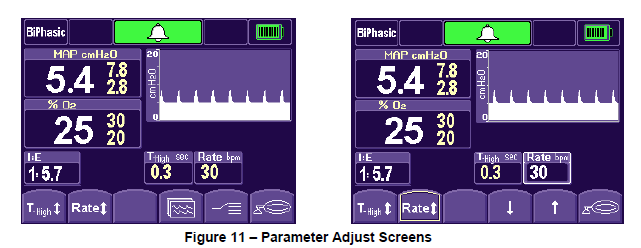 BiPhasic
MAP cmH2O
5.4 7.8 2.8
% O2
25 30 20
20
cmH2O
0
I:E
1:5.7
THigh sec
0.3
Rate bpm
30
T-High ↕ Rate↕
BiPhasic
MAP cmH2O
5.4 7.8 2.8
% O2
25 30 20
20
cmH2O
0
I:E
1:5.7
THigh sec
0.3
Rate bpm
30
T-High ↕ Rate↕ ↓ ↑
Figure 11 – Parameter Adjust Screens